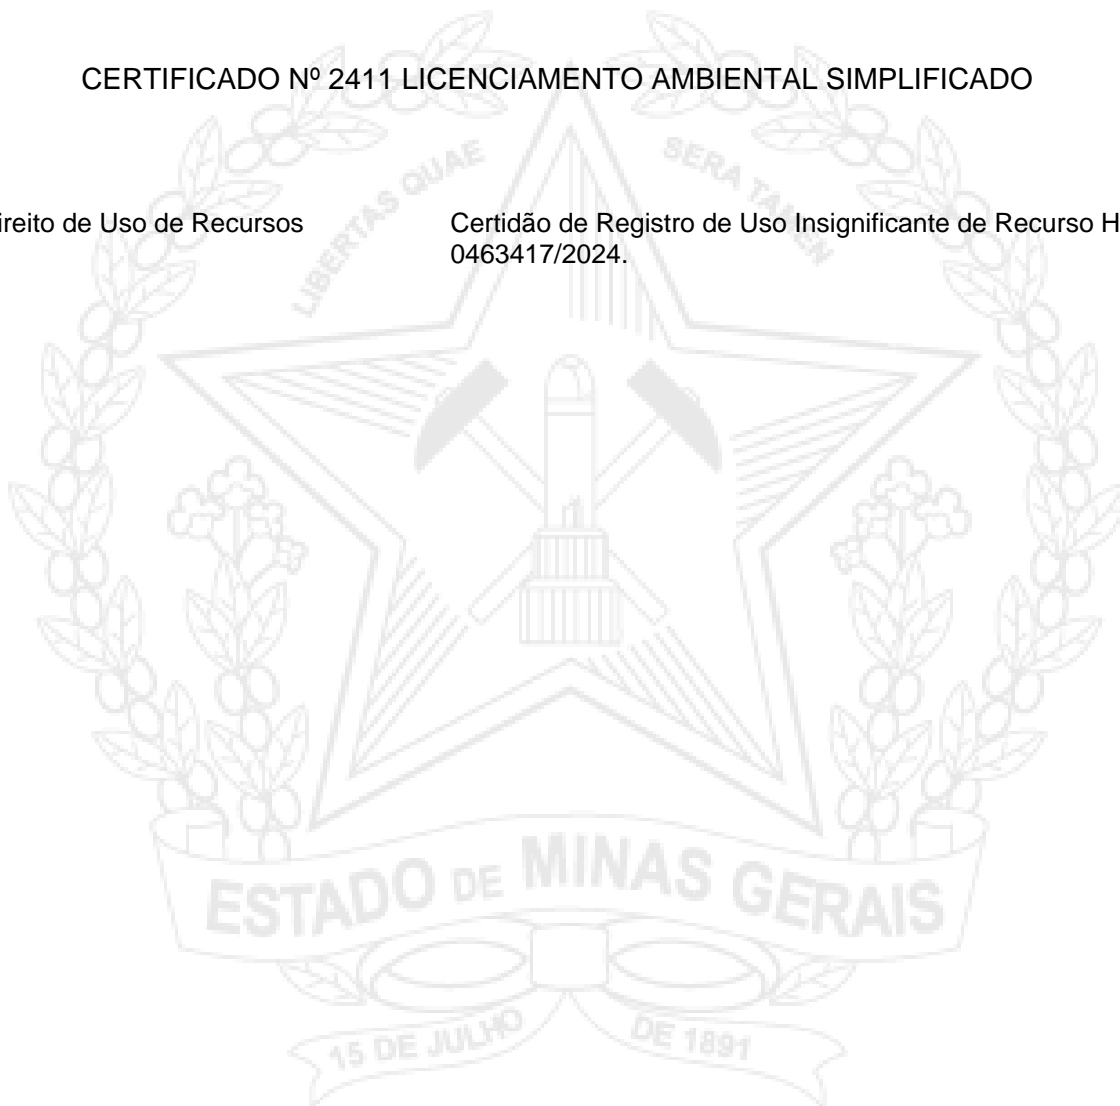 CERTIFICADO Nº 2411 LICENCIAMENTO AMBIENTAL SIMPLIFICADO
LIBERTAS QUAE SERA TAMEN
ireito de Uso de Recursos
Certidão de Registro de Uso Insignificante de Recurso H
0463417/2024.
ESTADO DE MINAS GERAIS
15 DE JULHO DE 1891